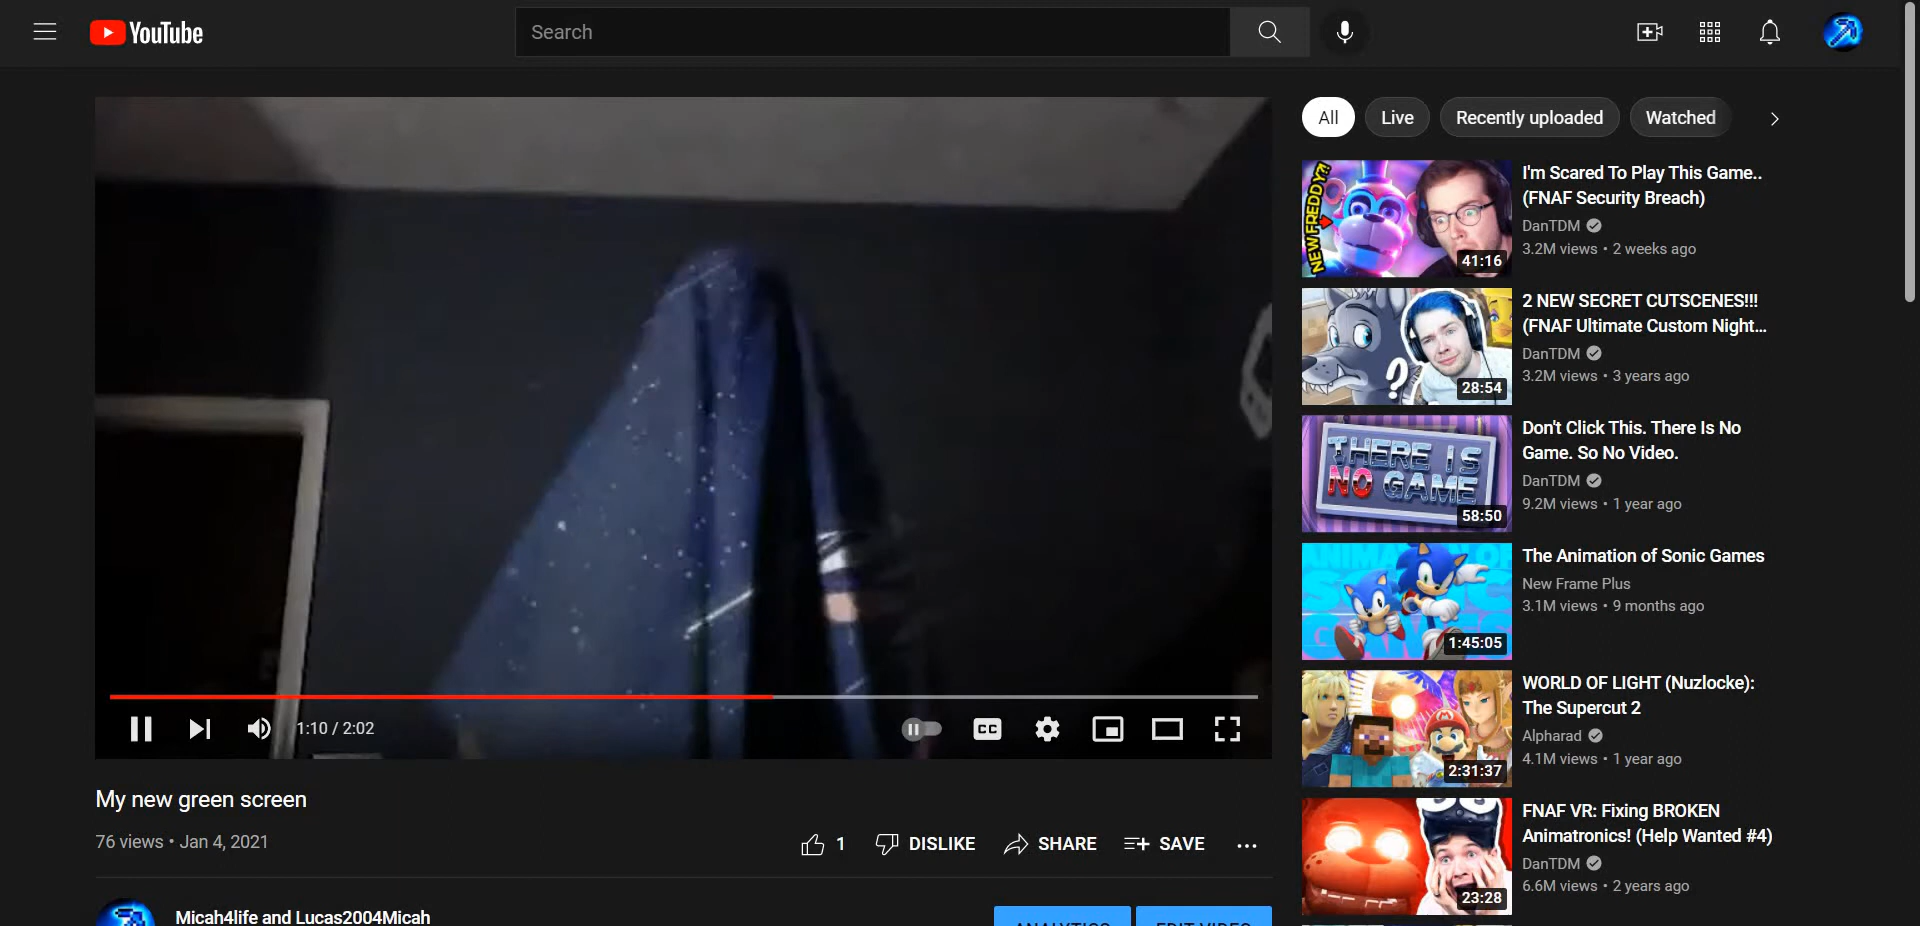 YouTube
Search
All
Live
Recently uploaded
Watched
NEW FREDDY?!
41:16
I'm Scared To Play This Game..
(FNAF Security Breach)
DanTDM
3.2M views • 2 weeks ago
?
28:54
2 NEW SECRET CUTSCENES!!!
(FNAF Ultimate Custom Night...
DanTDM
3.2M views • 3 years ago
THERE IS
NO GAME
58:50
Don't Click This. There Is No
Game. So No Video.
DanTDM
9.2M views • 1 year ago
1:45:05
The Animation of Sonic Games
New Frame Plus
3.1M views • 9 months ago
2:31:37
WORLD OF LIGHT (Nuzlocke):
The Supercut 2
Alpharad
4.1M views • 1 year ago
23:28
FNAF VR: Fixing BROKEN
Animatronics! (Help Wanted #4)
DanTDM
6.6M views • 2 years ago
1:10 / 2:02
CC
My new green screen
76 views • Jan 4, 2021
1
DISLIKE
SHARE
SAVE
Micah4life and Lucas2004Micah
ANALYTICS
EDIT VIDEO